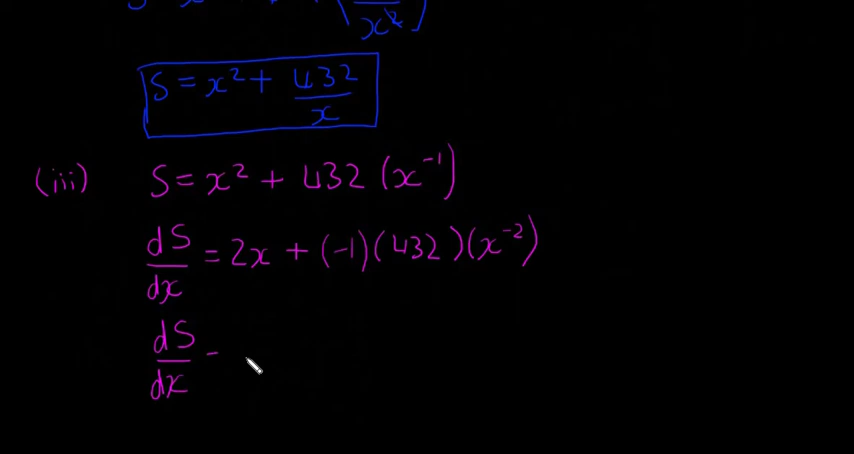 S = x² + 432/x
(iii) S = x² + 432 (x⁻¹)
dS/dx = 2x + (-1)(432)(x⁻²)
dS/dx -